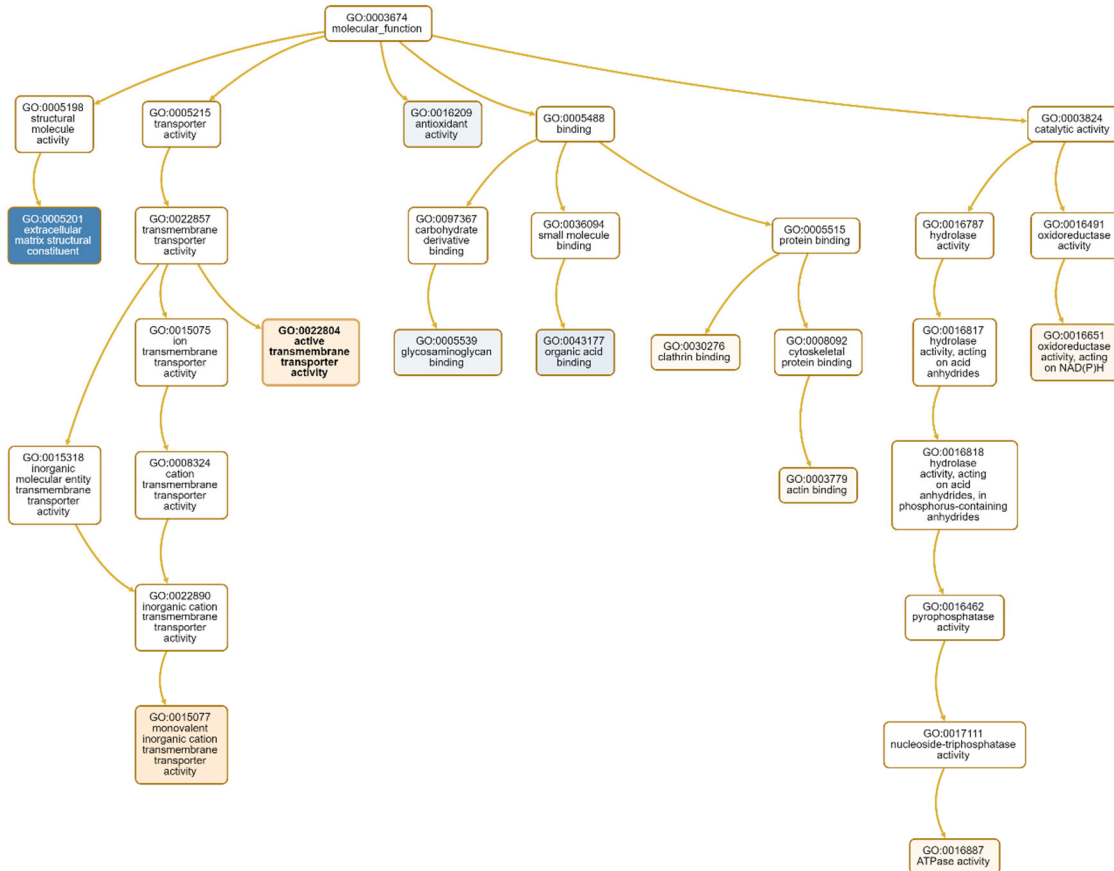 GO:0003674
molecular_function
GO:0005198
structural
molecule
activity
GO:0005215
transporter
activity
GO:0016209
antioxidant
activity
GO:0005488
binding
GO:0003824
catalytic activity
GO:0005201
extracellular
matrix structural
constituent
GO:0022857
transmembrane
transporter
activity
GO:0097367
carbohydrate
derivative
binding
GO:0036094
small molecule
binding
GO:0005515
protein binding
GO:0016787
hydrolase
activity
GO:0016491
oxidoreductase
activity
GO:0015075
ion
transmembrane
transporter
activity
GO:0022804
active
transmembrane
transporter
activity
GO:0005539
glycosaminoglycan
binding
GO:0043177
organic acid
binding
GO:0030276
clathrin binding
GO:0008092
cytoskeletal
protein binding
GO:0016817
hydrolase
activity, acting
on acid
anhydrides
GO:0016651
oxidoreductase
activity, acting
on NAD(P)H
GO:0015318
inorganic
molecular entity
transmembrane
transporter
activity
GO:0008324
cation
transmembrane
transporter
activity
GO:0003779
actin binding
GO:0016818
hydrolase
activity, acting
on acid
anhydrides, in
phosphorus-containing
anhydrides
GO:0022890
inorganic cation
transmembrane
transporter
activity
GO:0016462
pyrophosphatase
activity
GO:0015077
monovalent
inorganic cation
transmembrane
transporter
activity
GO:0017111
nucleoside-triphosphatase
activity
GO:0016887
ATPase activity